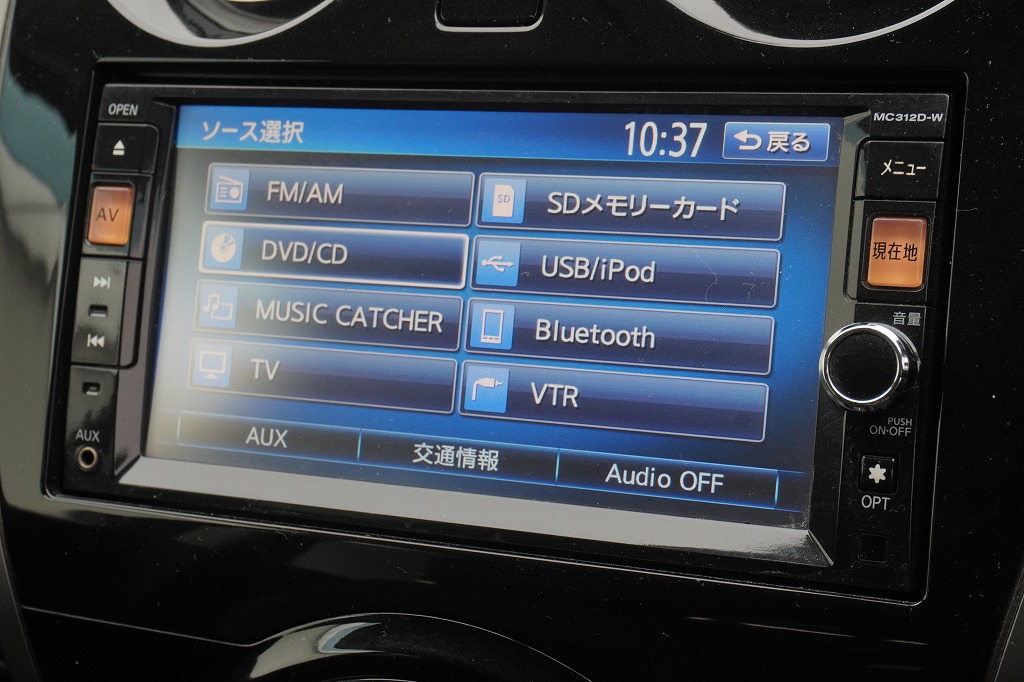 OPEN
MC312D-W
ソース選択
10:37
戻る
メニュー
AV
FM/AM
SD
SDメモリーカード
現在地
DVD/CD
USB/iPod
MUSIC CATCHER
Bluetooth
音量
TV
VTR
PUSH
ON・OFF
AUX
AUX
交通情報
Audio OFF
OPT